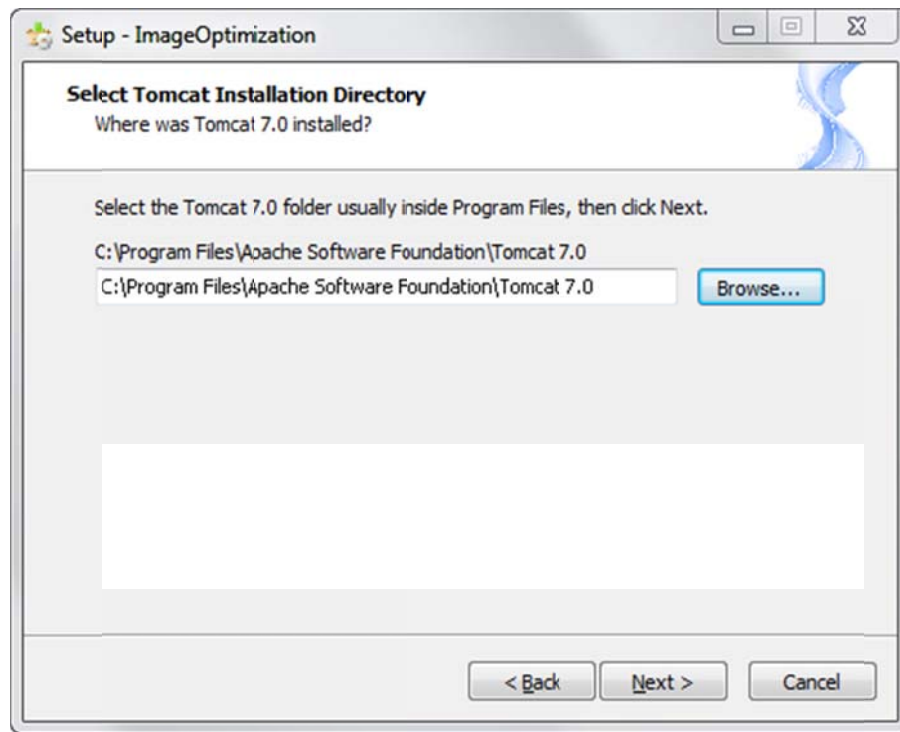 Setup - ImageOptimization
Select Tomcat Installation Directory
Where was Tomcat 7.0 installed?
Select the Tomcat 7.0 folder usually inside Program Files, then click Next.
C:\Program Files\Apache Software Foundation\Tomcat 7.0
C:\Program Files\Apache Software Foundation\Tomcat 7.0
Browse...
< Back
Next >
Cancel